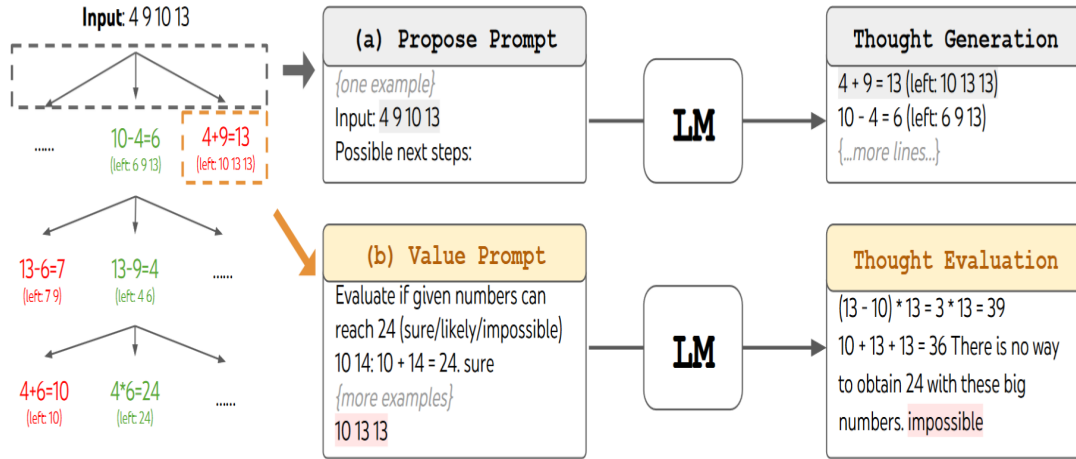 Input: 4 9 10 13
......
10-4=6
(left: 6 9 13)
4+9=13
(left: 10 13 13)
13-6=7
(left: 7 9)
13-9=4
(left: 4 6)
......
4+6=10
(left: 10)
4*6=24
(left: 24)
......
(a) Propose Prompt
{one example}
Input: 4 9 10 13
Possible next steps:
LM
Thought Generation
4 + 9 = 13 (left: 10 13 13)
10 - 4 = 6 (left: 6 9 13)
{...more lines...}
(b) Value Prompt
Evaluate if given numbers can
reach 24 (sure/likely/impossible)
10 14: 10 + 14 = 24. sure
{more examples}
10 13 13
LM
Thought Evaluation
(13 - 10) * 13 = 3 * 13 = 39
10 + 13 + 13 = 36 There is no way
to obtain 24 with these big
numbers. impossible